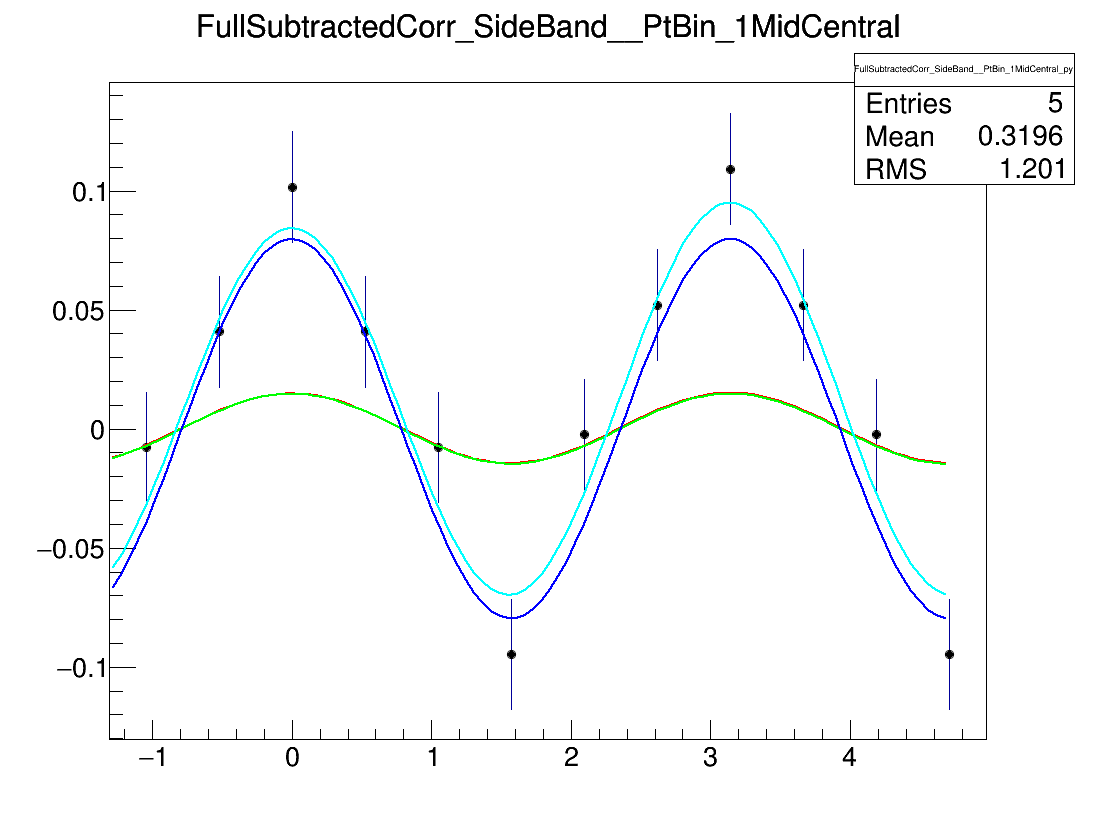 FullSubtractedCorr_SideBand__PtBin_1MidCentral
FullSubtractedCorr_SideBand__PtBin_1MidCentral_py
Entries 5
Mean 0.3196
RMS 1.201
0.1
0.05
0
−0.05
−0.1
−1 0 1 2 3 4